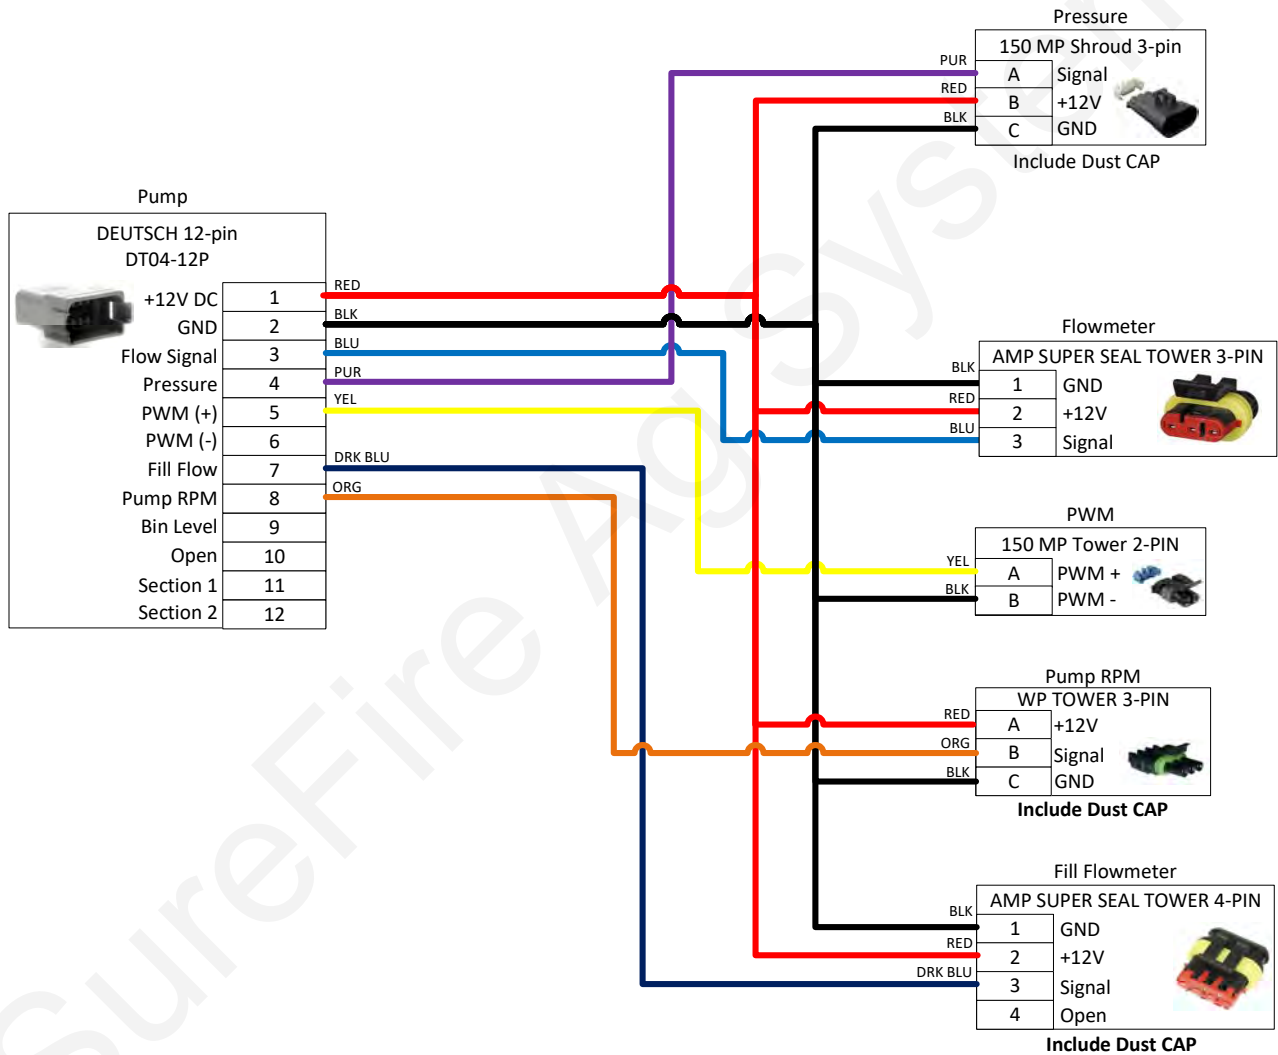 Pump
DEUTSCH 12-pin
DT04-12P
+12V DC 1 RED
GND 2 BLK
Flow Signal 3 BLU
Pressure 4 PUR
PWM (+) 5 YEL
PWM (-) 6
Fill Flow 7 DRK BLU
Pump RPM 8 ORG
Bin Level 9
Open 10
Section 1 11
Section 2 12
Pressure
150 MP Shroud 3-pin
PUR A Signal
RED B +12V
BLK C GND
Include Dust CAP
Flowmeter
AMP SUPER SEAL TOWER 3-PIN
BLK 1 GND
RED 2 +12V
BLU 3 Signal
PWM
150 MP Tower 2-PIN
YEL A PWM +
BLK B PWM -
Pump RPM
WP TOWER 3-PIN
RED A +12V
ORG B Signal
BLK C GND
Include Dust CAP
Fill Flowmeter
AMP SUPER SEAL TOWER 4-PIN
BLK 1 GND
RED 2 +12V
DRK BLU 3 Signal
4 Open
Include Dust CAP
SureFire Ag System